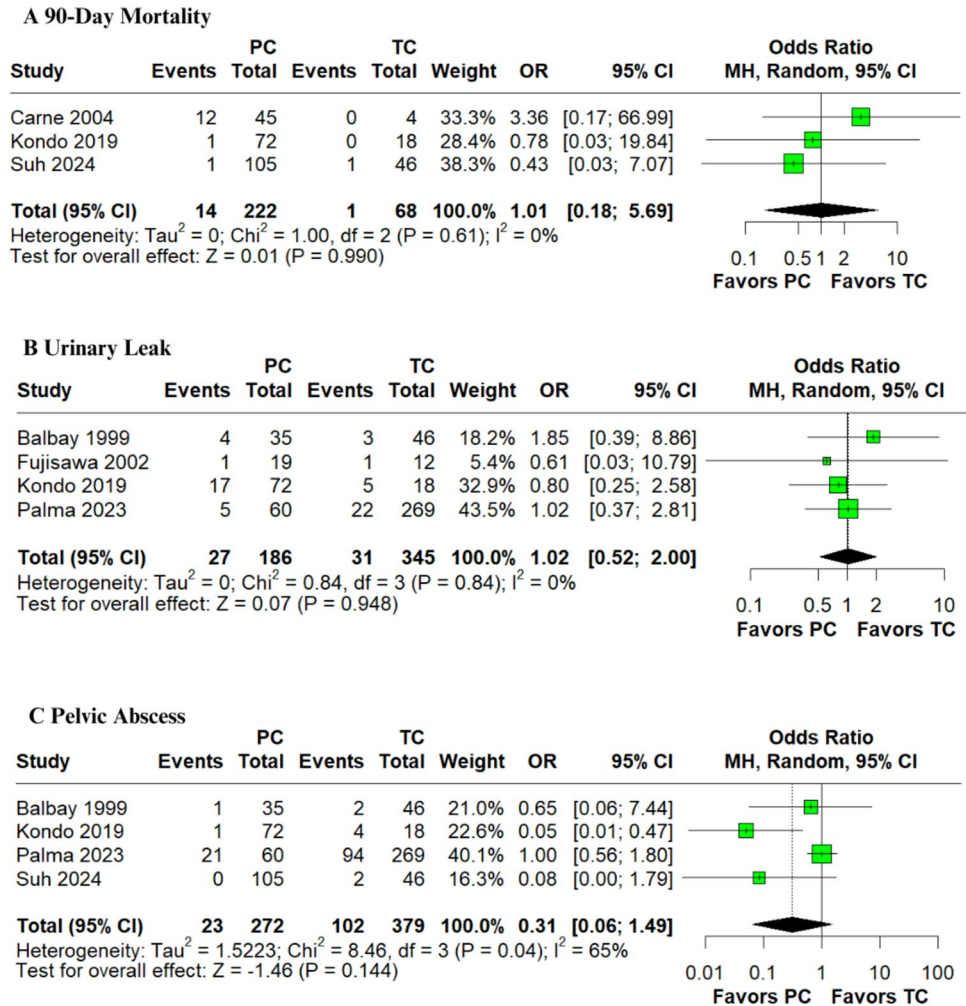 A 90-Day Mortality
PC TC Odds Ratio
Study Events Total Events Total Weight OR 95% CI MH, Random, 95% CI
Carne 2004 12 45 0 4 33.3% 3.36 [0.17; 66.99]
Kondo 2019 1 72 0 18 28.4% 0.78 [0.03; 19.84]
Suh 2024 1 105 1 46 38.3% 0.43 [0.03; 7.07]
Total (95% CI) 14 222 1 68 100.0% 1.01 [0.18; 5.69]
Heterogeneity: Tau² = 0; Chi² = 1.00, df = 2 (P = 0.61); I² = 0%
Test for overall effect: Z = 0.01 (P = 0.990)
0.1 0.5 1 2 10
Favors PC Favors TC
B Urinary Leak
PC TC Odds Ratio
Study Events Total Events Total Weight OR 95% CI MH, Random, 95% CI
Balbay 1999 4 35 3 46 18.2% 1.85 [0.39; 8.86]
Fujisawa 2002 1 19 1 12 5.4% 0.61 [0.03; 10.79]
Kondo 2019 17 72 5 18 32.9% 0.80 [0.25; 2.58]
Palma 2023 5 60 22 269 43.5% 1.02 [0.37; 2.81]
Total (95% CI) 27 186 31 345 100.0% 1.02 [0.52; 2.00]
Heterogeneity: Tau² = 0; Chi² = 0.84, df = 3 (P = 0.84); I² = 0%
Test for overall effect: Z = 0.07 (P = 0.948)
0.1 0.5 1 2 10
Favors PC Favors TC
C Pelvic Abscess
PC TC Odds Ratio
Study Events Total Events Total Weight OR 95% CI MH, Random, 95% CI
Balbay 1999 1 35 2 46 21.0% 0.65 [0.06; 7.44]
Kondo 2019 1 72 4 18 22.6% 0.05 [0.01; 0.47]
Palma 2023 21 60 94 269 40.1% 1.00 [0.56; 1.80]
Suh 2024 0 105 2 46 16.3% 0.08 [0.00; 1.79]
Total (95% CI) 23 272 102 379 100.0% 0.31 [0.06; 1.49]
Heterogeneity: Tau² = 1.5223; Chi² = 8.46, df = 3 (P = 0.04); I² = 65%
Test for overall effect: Z = -1.46 (P = 0.144)
0.01 0.1 1 10 100
Favors PC Favors TC